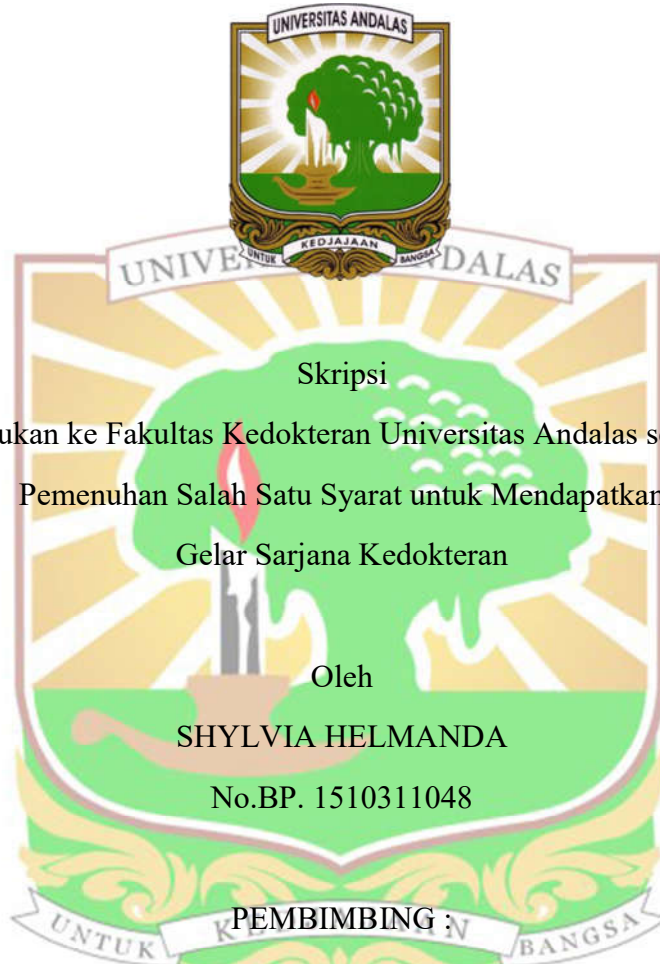 UNIVERSITAS ANDALAS
UNTUK KEDJAJAAN BANGSA
UNIVE DALAS
Skripsi
ukan ke Fakultas Kedokteran Universitas Andalas se
Pemenuhan Salah Satu Syarat untuk Mendapatkan
Gelar Sarjana Kedokteran
Oleh
SHYLVIA HELMANDA
No.BP. 1510311048
PEMBIMBING :
UNTUK BANGSA